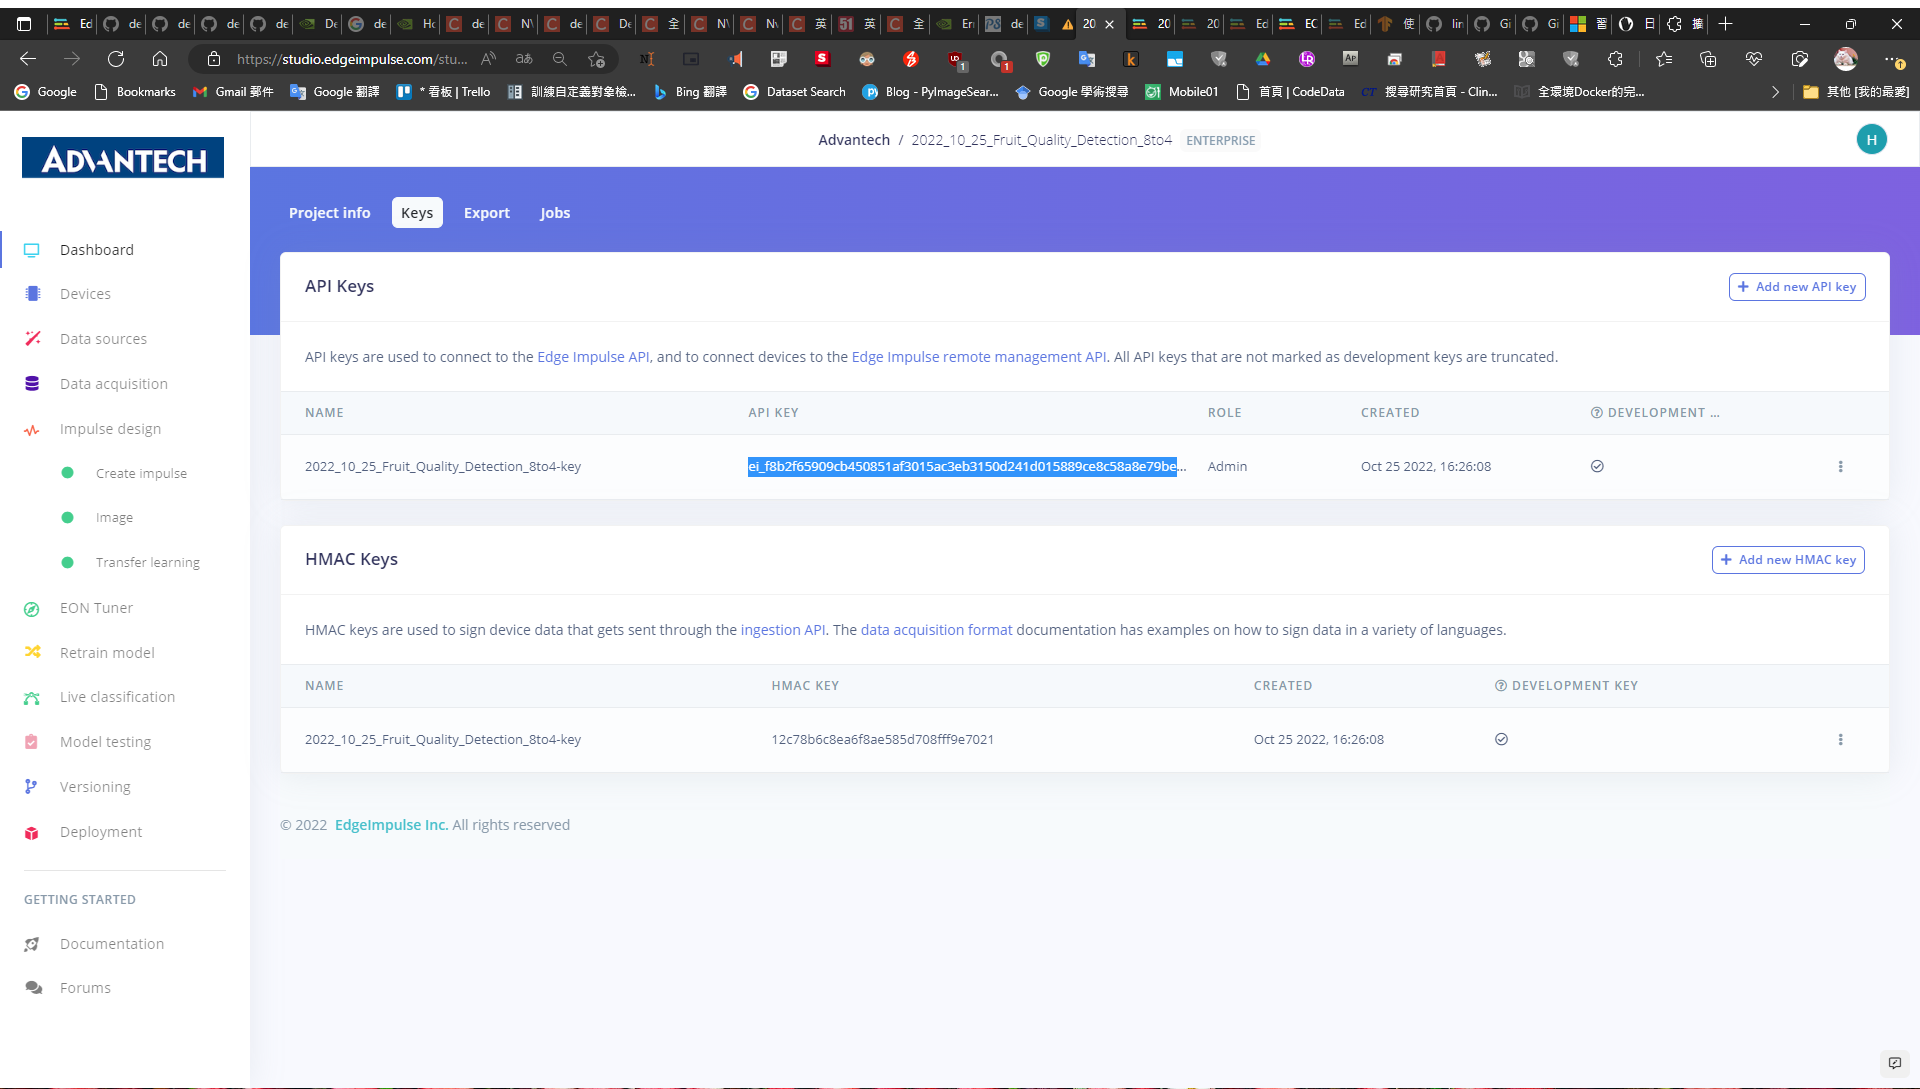 https://studio.edgeimpulse.com/stu...
Google
Bookmarks
Gmail 郵件
Google 翻譯
* 看板 | Trello
訓練自定義對象檢...
Bing 翻譯
Dataset Search
Blog - PyImageSear...
Google 學術搜尋
Mobile01
首頁 | CodeData
搜尋研究首頁 - Clin...
全環境Docker的完...
其他 [我的最愛]
ADVANTECH
Advantech / 2022_10_25_Fruit_Quality_Detection_8to4 ENTERPRISE
H
Project info
Keys
Export
Jobs
Dashboard
Devices
Data sources
Data acquisition
Impulse design
Create impulse
Image
Transfer learning
EON Tuner
Retrain model
Live classification
Model testing
Versioning
Deployment
GETTING STARTED
Documentation
Forums
API Keys
+ Add new API key
API keys are used to connect to the Edge Impulse API, and to connect devices to the Edge Impulse remote management API. All API keys that are not marked as development keys are truncated.
NAME API KEY ROLE CREATED DEVELOPMENT ...
2022_10_25_Fruit_Quality_Detection_8to4-key ei_f8b2f65909cb450851af3015ac3eb3150d241d015889ce8c58a8e79be... Admin Oct 25 2022, 16:26:08
HMAC Keys
+ Add new HMAC key
HMAC keys are used to sign device data that gets sent through the ingestion API. The data acquisition format documentation has examples on how to sign data in a variety of languages.
NAME HMAC KEY CREATED DEVELOPMENT KEY
2022_10_25_Fruit_Quality_Detection_8to4-key 12c78b6c8ea6f8ae585d708fff9e7021 Oct 25 2022, 16:26:08
© 2022 EdgeImpulse Inc. All rights reserved